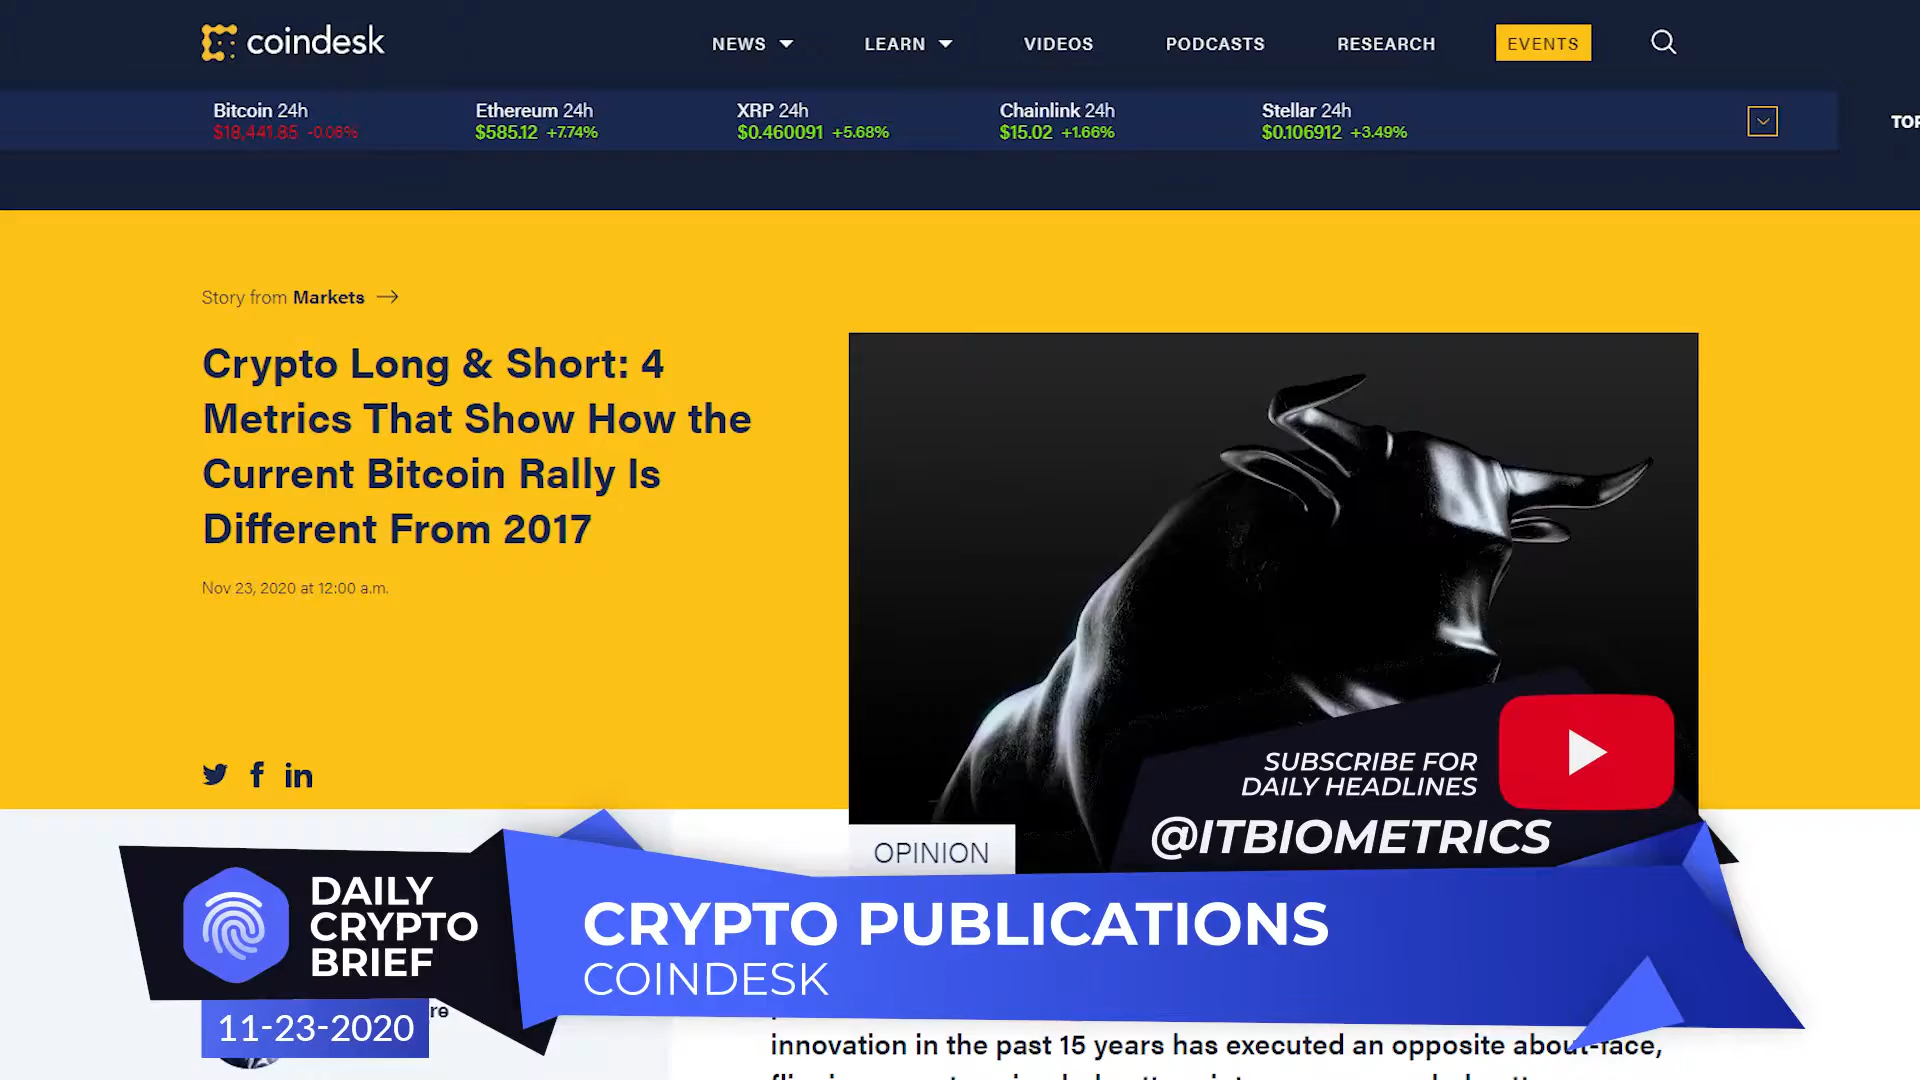 coindesk
NEWS
LEARN
VIDEOS
PODCASTS
RESEARCH
EVENTS
Bitcoin 24h
$18,441.85 -0.06%
Ethereum 24h
$585.12 +7.74%
XRP 24h
$0.460091 +5.68%
Chainlink 24h
$15.02 +1.66%
Stellar 24h
$0.106912 +3.49%
Story from Markets
Crypto Long & Short: 4
Metrics That Show How the
Current Bitcoin Rally Is
Different From 2017
Nov 23, 2020 at 12:00 a.m.
SUBSCRIBE FOR
DAILY HEADLINES
@ITBIOMETRICS
OPINION
DAILY
CRYPTO
BRIEF
CRYPTO PUBLICATIONS
COINDESK
11-23-2020
innovation in the past 15 years has executed an opposite about-face,